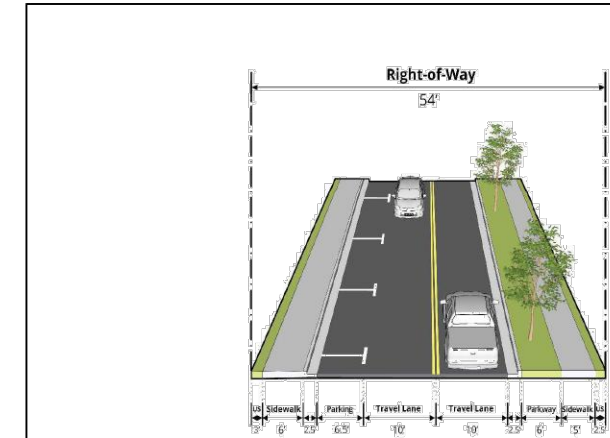 Right-of-Way
54'
US Sidewalk Parking Travel Lane Travel Lane Parkway Sidewalk US
3' 6' 2.5' 6.5' 10' 10' 2.5' 6' 5' 2.5'